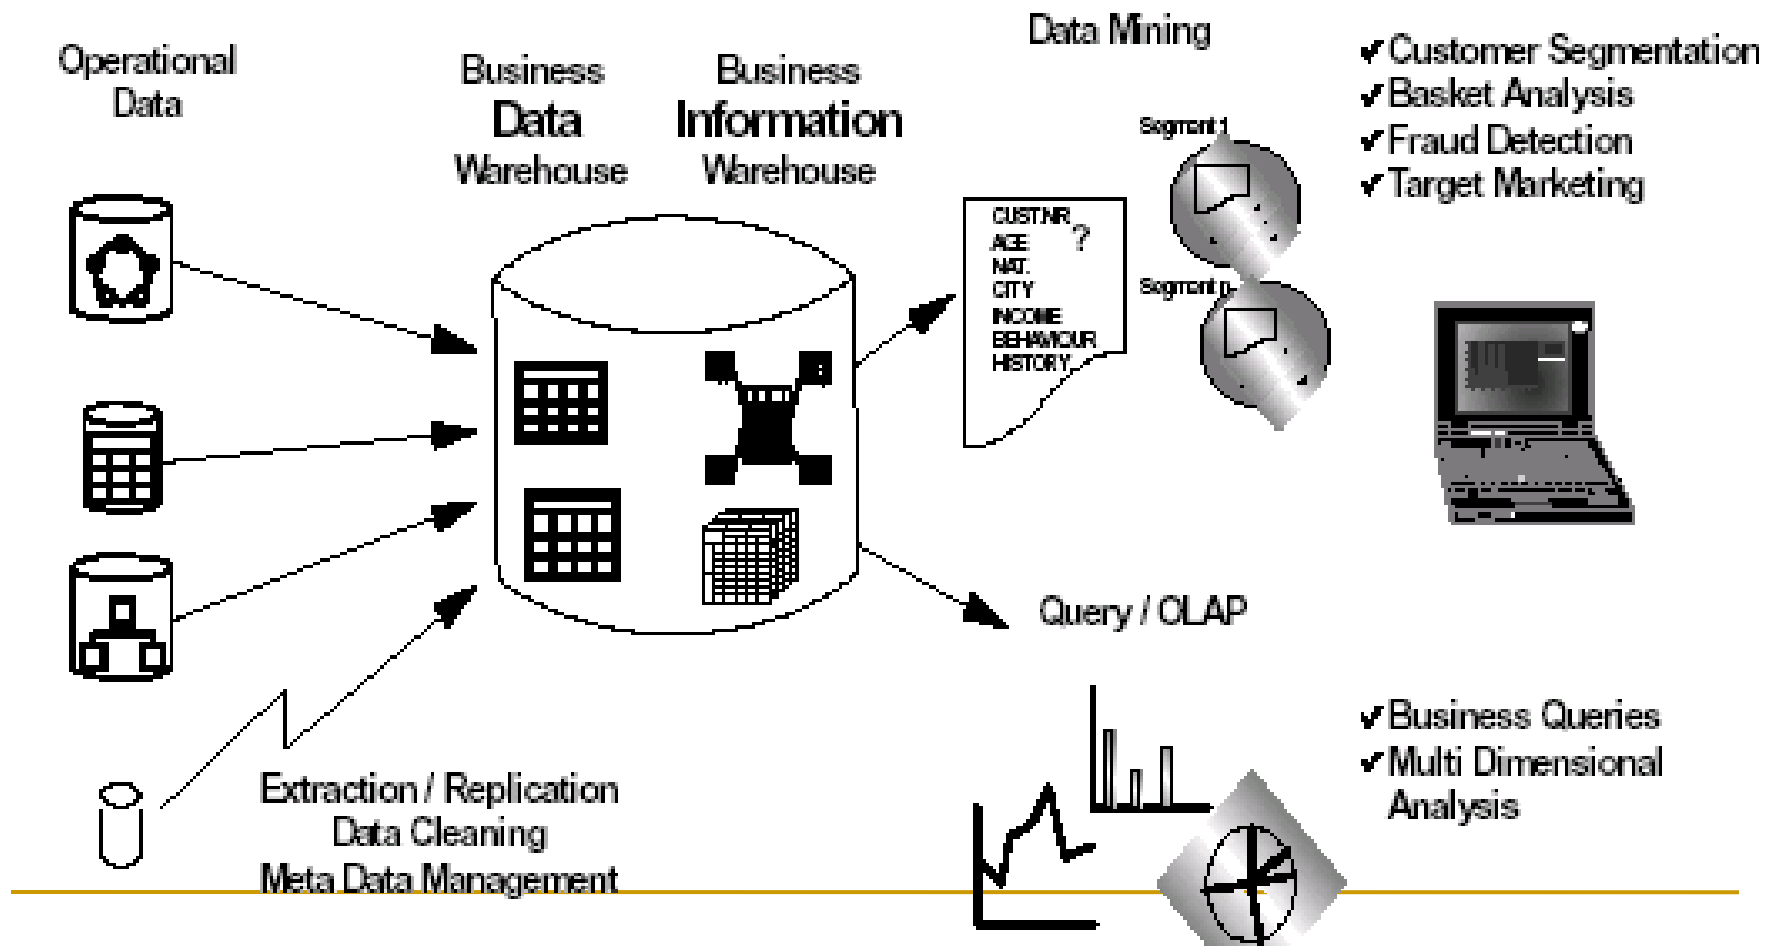 Operational
Data
Business
Data
Warehouse
Business
Information
Warehouse
Data Mining
✔Customer Segmentation
✔Basket Analysis
✔Fraud Detection
✔Target Marketing
Segment 1
CUST.NR.
AGE ?
NAT.
CITY
INCOME
BEHAVIOUR
HISTORY
Segment n
Query / OLAP
✔Business Queries
✔Multi Dimensional
Analysis
Extraction / Replication
Data Cleaning
Meta Data Management